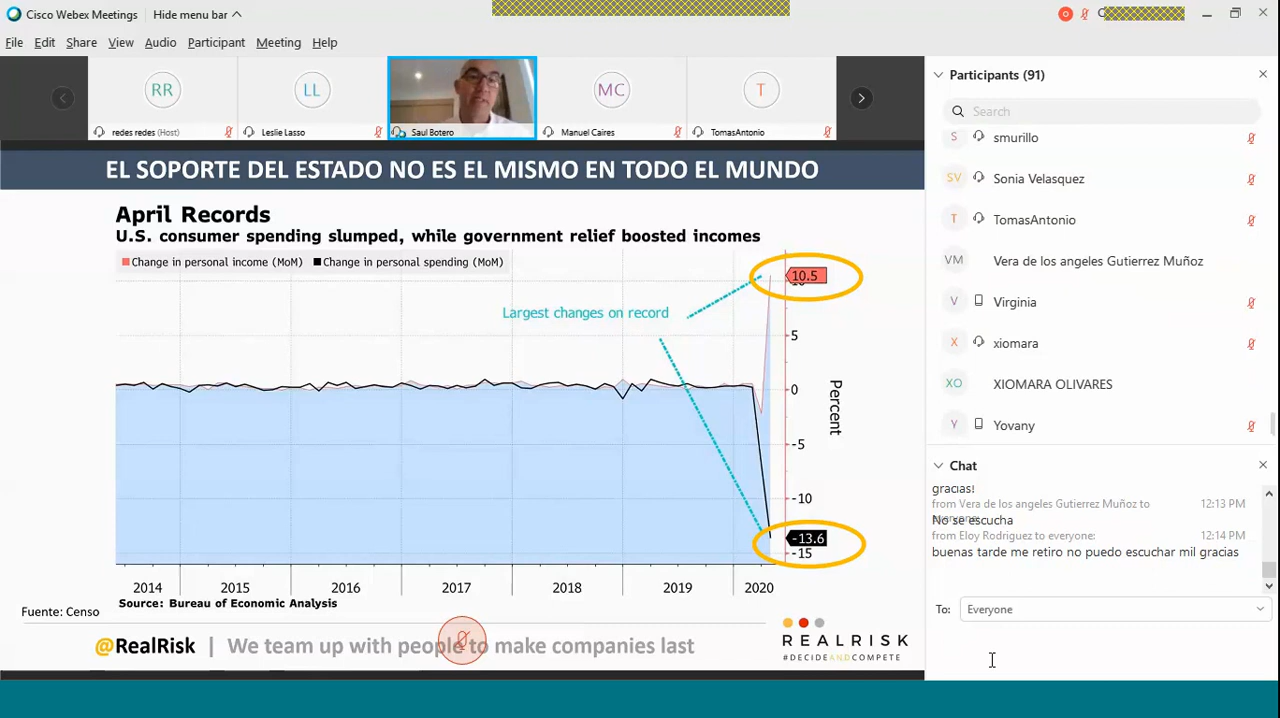 Cisco Webex Meetings
Hide menu bar
File Edit Share View Audio Participant Meeting Help
RR
LL
MC
T
redes redes (Host)
Leslie Lasso
Saul Botero
Manuel Caires
TomasAntonio
EL SOPORTE DEL ESTADO NO ES EL MISMO EN TODO EL MUNDO
April Records
U.S. consumer spending slumped, while government relief boosted incomes
Change in personal income (MoM) Change in personal spending (MoM)
Largest changes on record
10.5
10
5
0
-5
-10
-13.6
-15
Percent
2014 2015 2016 2017 2018 2019 2020
Fuente: Censo
Source: Bureau of Economic Analysis
@RealRisk | We team up with people to make companies last
REALRISK
#DECIDEANDCOMPETE
Participants (91)
Search
S smurillo
SV Sonia Velasquez
T TomasAntonio
VM Vera de los angeles Gutierrez Muñoz
V Virginia
X xiomara
XO XIOMARA OLIVARES
Y Yovany
Chat
gracias!
from Vera de los angeles Gutierrez Muñoz to everyone: 12:13 PM
No se escucha
from Eloy Rodriguez to everyone: 12:14 PM
buenas tarde me retiro no puedo escuchar mil gracias
To: Everyone